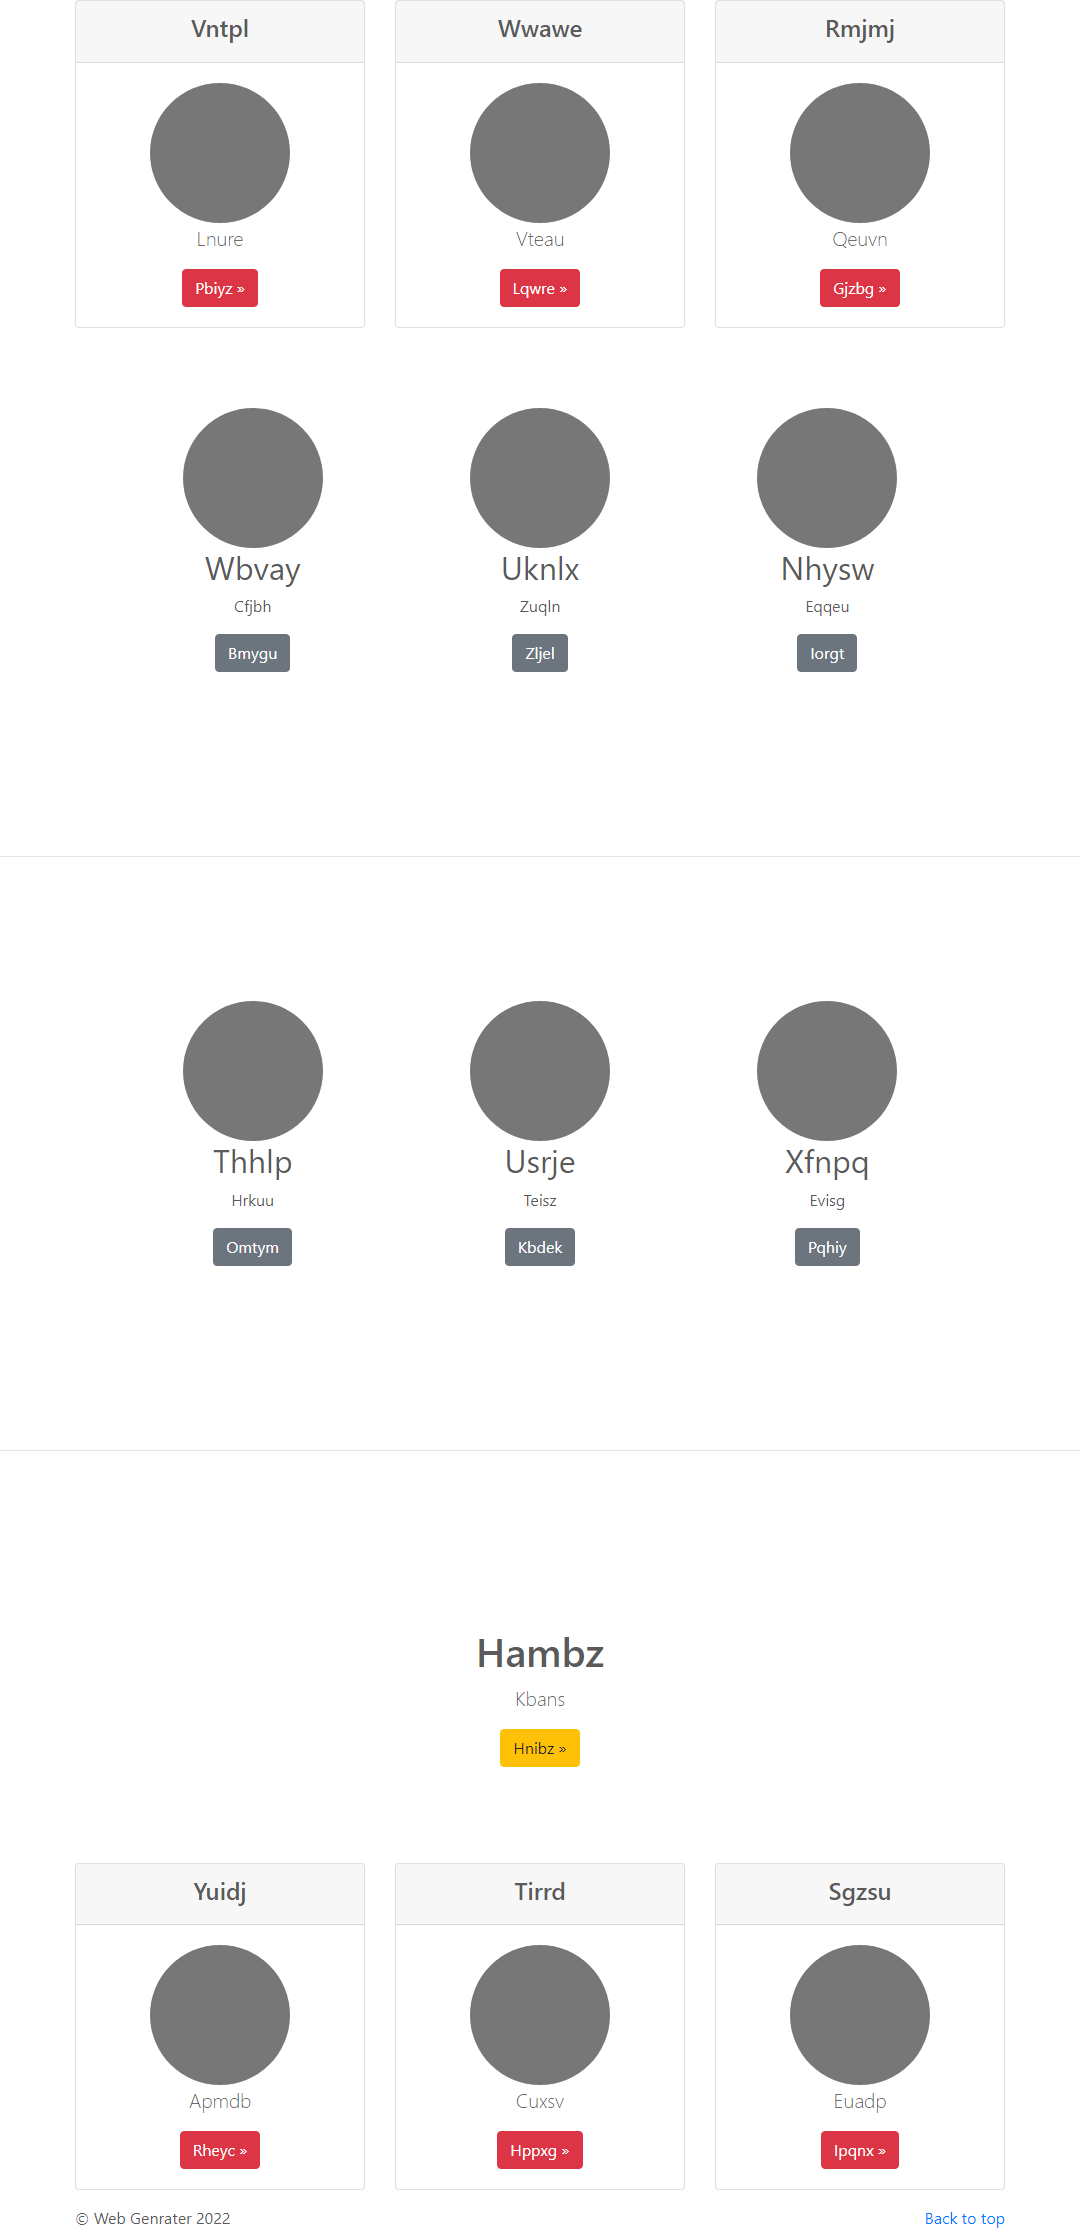 Vntpl
Wwawe
Rmjmj
Lnure
Vteau
Qeuvn
Pbiyz »
Lqwre »
Gjzbg »
Wbvay
Uknlx
Nhysw
Cfjbh
Zuqln
Eqqeu
Bmygu
Zljel
Iorgt
Thhlp
Usrje
Xfnpq
Hrkuu
Teisz
Evisg
Omtym
Kbdek
Pqhiy
Hambz
Kbans
Hnibz »
Yuidj
Tirrd
Sgzsu
Apmdb
Cuxsv
Euadp
Rheyc »
Hppxg »
Ipqnx »
© Web Genrater 2022
Back to top